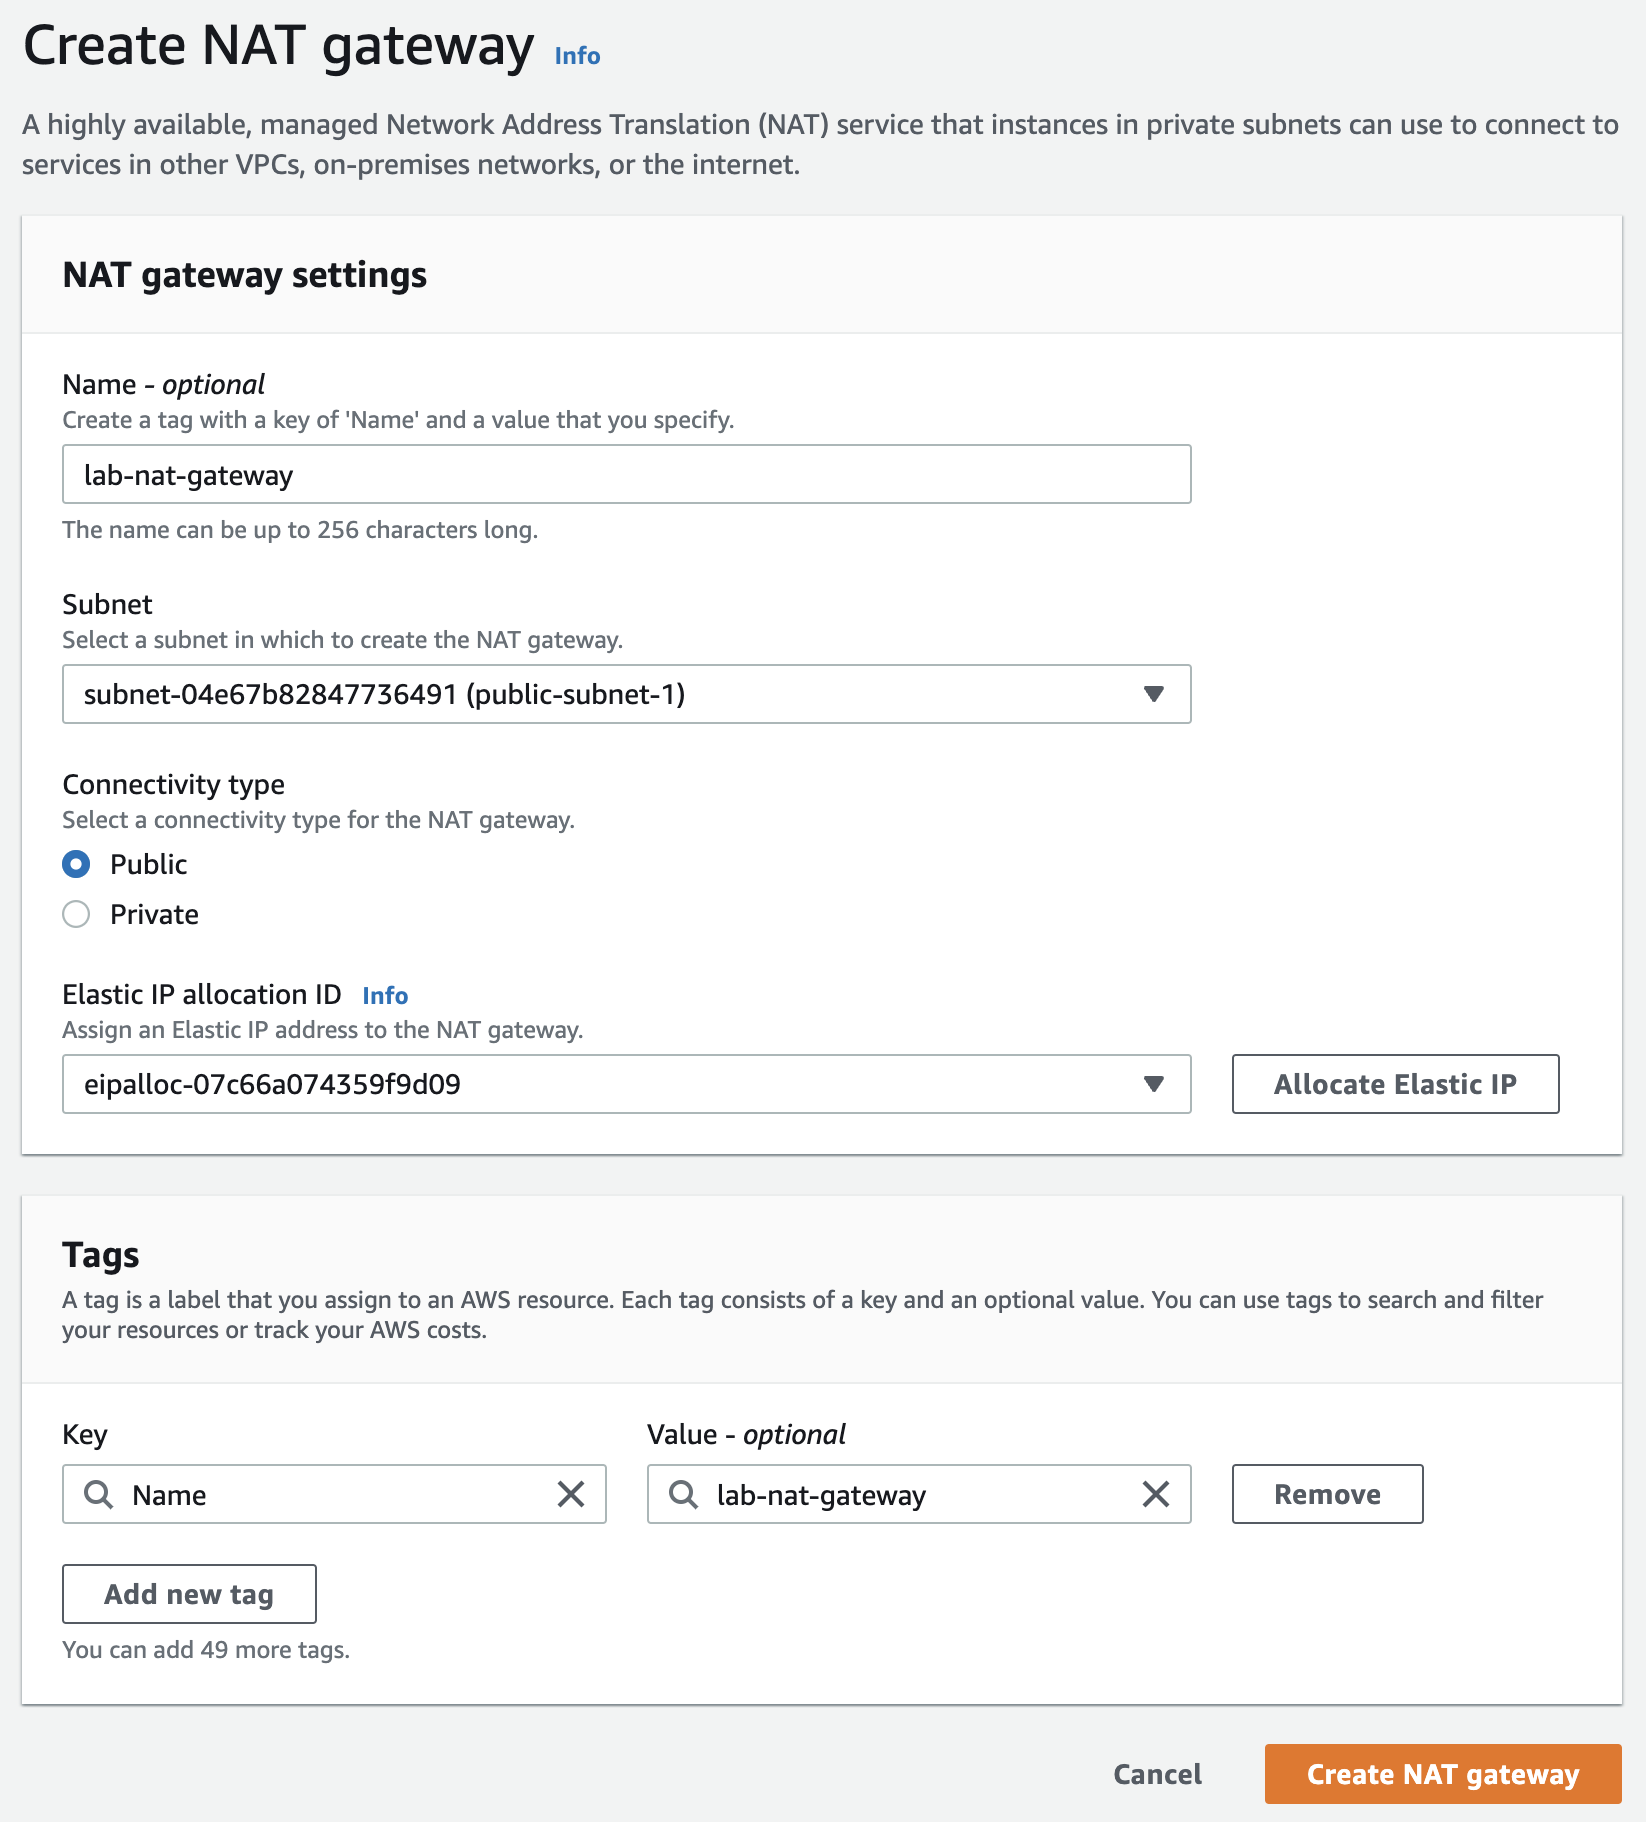 Create NAT gateway Info
A highly available, managed Network Address Translation (NAT) service that instances in private subnets can use to connect to
services in other VPCs, on-premises networks, or the internet.
NAT gateway settings
Name - optional
Create a tag with a key of 'Name' and a value that you specify.
lab-nat-gateway
The name can be up to 256 characters long.
Subnet
Select a subnet in which to create the NAT gateway.
subnet-04e67b82847736491 (public-subnet-1)
Connectivity type
Select a connectivity type for the NAT gateway.
Public
Private
Elastic IP allocation ID Info
Assign an Elastic IP address to the NAT gateway.
eipalloc-07c66a074359f9d09 Allocate Elastic IP
Tags
A tag is a label that you assign to an AWS resource. Each tag consists of a key and an optional value. You can use tags to search and filter
your resources or track your AWS costs.
Key Value - optional
Name lab-nat-gateway Remove
Add new tag
You can add 49 more tags.
Cancel Create NAT gateway